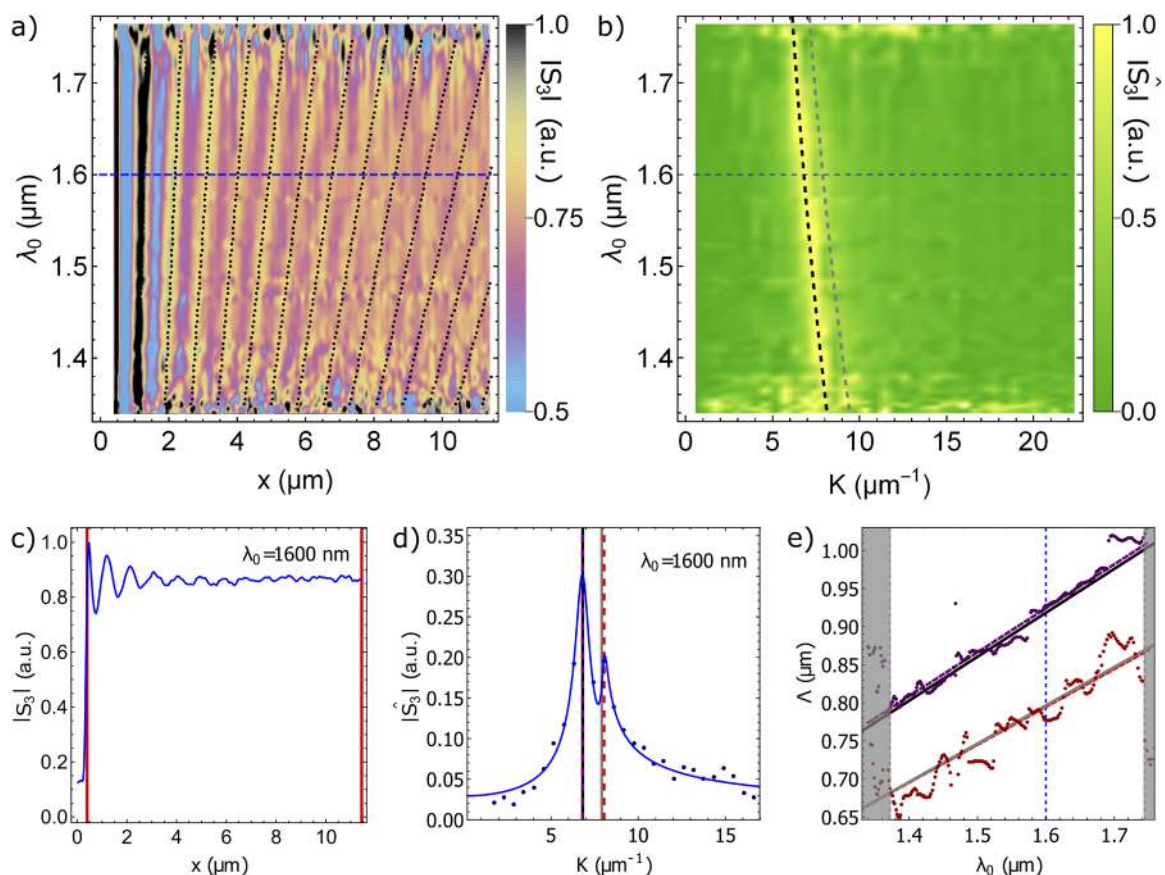 a)
1.7
1.6
1.5
1.4
λ₀ (μm)
0 2 4 6 8 10
x (μm)
1.0
0.75
0.5
|S₃| (a.u.)
b)
1.7
1.6
1.5
1.4
λ₀ (μm)
0 5 10 15 20
K (μm⁻¹)
1.0
0.5
0.0
|Ŝ₃| (a.u.)
c)
λ₀=1600 nm
1.0
0.8
0.6
0.4
0.2
0.0
|S₃| (a.u.)
0 2 4 6 8 10
x (μm)
d)
λ₀=1600 nm
0.35
0.30
0.25
0.20
0.15
0.10
0.05
0.00
|Ŝ₃| (a.u.)
5 10 15
K (μm⁻¹)
e)
1.00
0.95
0.90
0.85
0.80
0.75
0.70
0.65
Λ (μm)
1.4 1.5 1.6 1.7
λ₀ (μm)